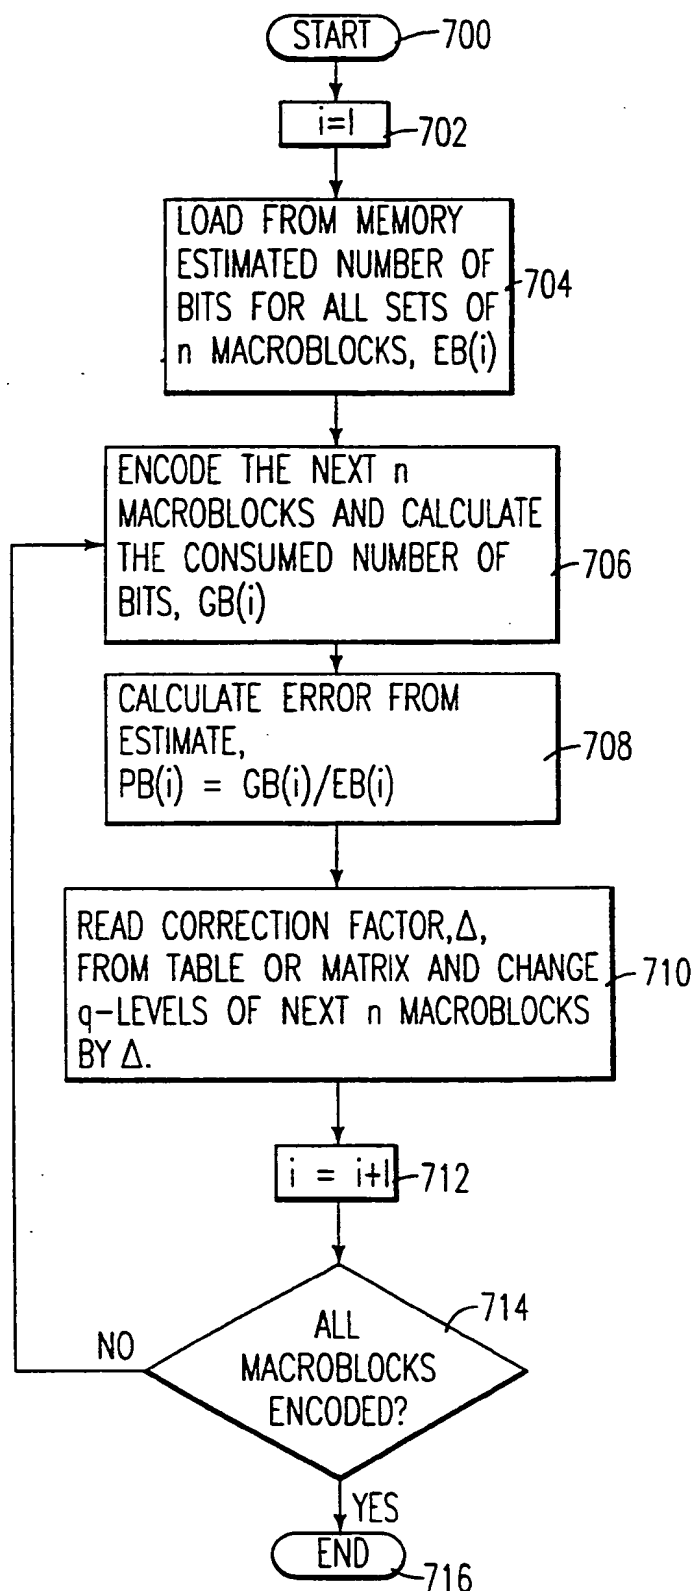 START
700
i=1
702
LOAD FROM MEMORY
ESTIMATED NUMBER OF
BITS FOR ALL SETS OF
n MACROBLOCKS, EB(i)
704
ENCODE THE NEXT n
MACROBLOCKS AND CALCULATE
THE CONSUMED NUMBER OF
BITS, GB(i)
706
CALCULATE ERROR FROM
ESTIMATE,
PB(i) = GB(i)/EB(i)
708
READ CORRECTION FACTOR,Δ,
FROM TABLE OR MATRIX AND CHANGE
q-LEVELS OF NEXT n MACROBLOCKS
BY Δ.
710
i = i+1
712
714
NO
ALL
MACROBLOCKS
ENCODED?
YES
END
716